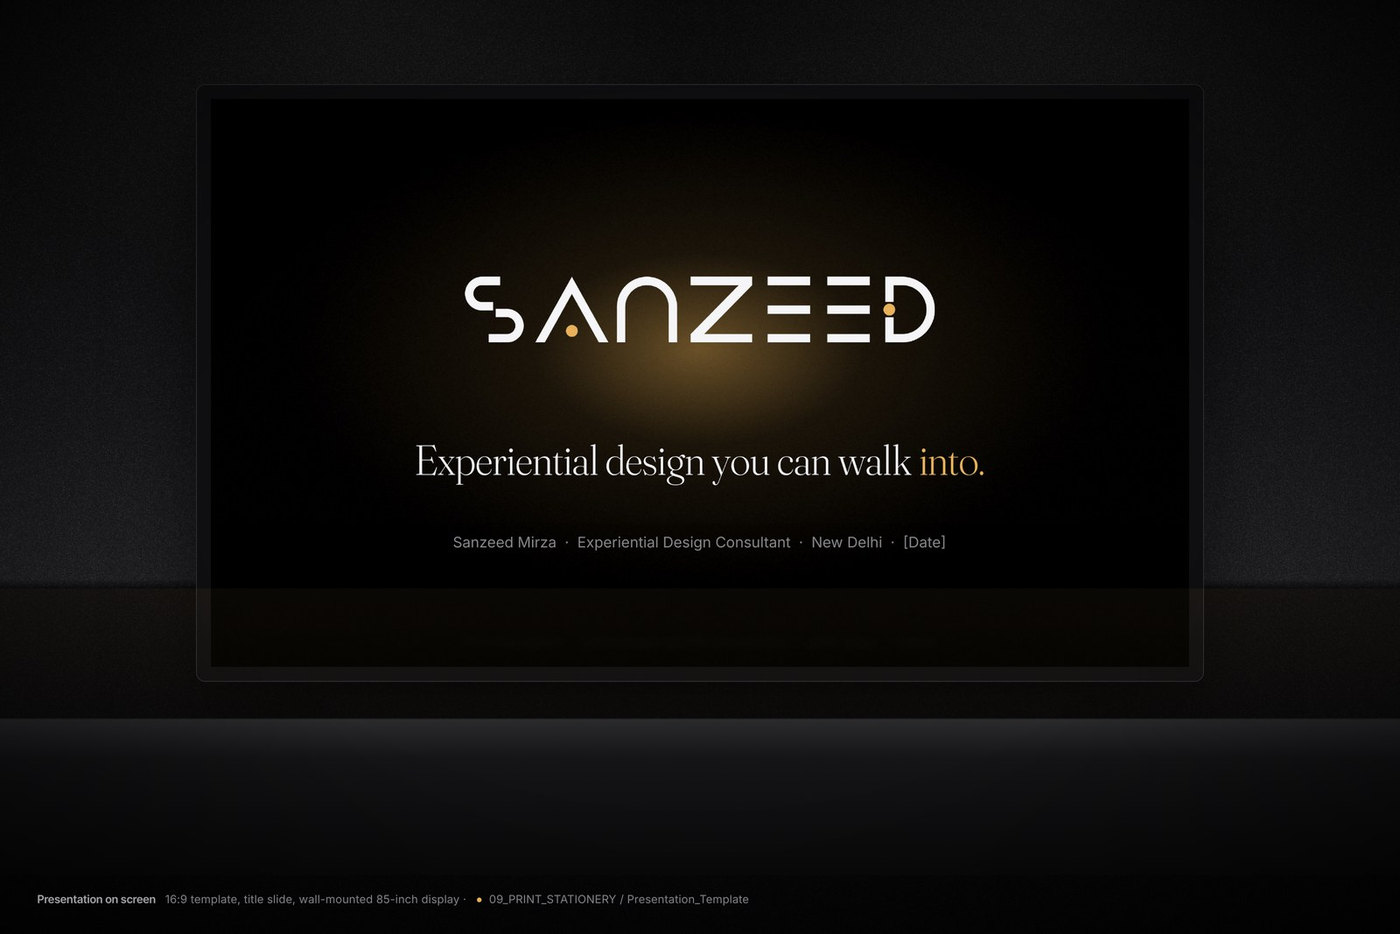 SANZEED
Experiential design you can walk into.
Sanzeed Mirza · Experiential Design Consultant · New Delhi · [Date]
Presentation on screen 16:9 template, title slide, wall-mounted 85-inch display · • 09_PRINT_STATIONERY / Presentation_Template